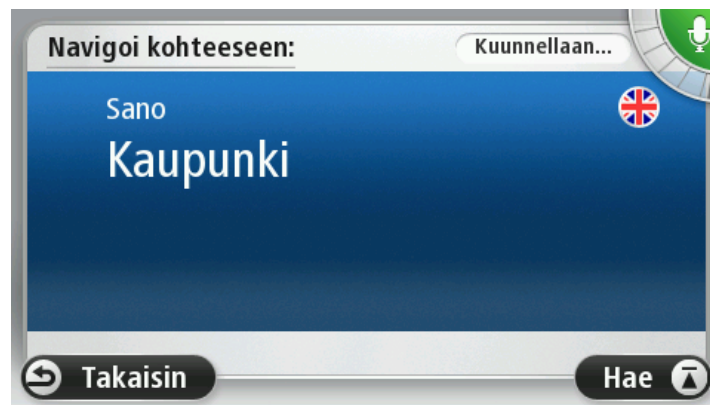 Navigoi kohteeseen:
Kuunnellaan...
Sano
Kaupunki
Takaisin
Hae